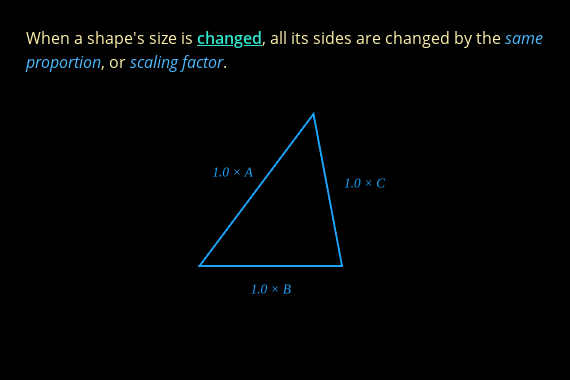 When a shape's size is changed, all its sides are changed by the same
proportion, or scaling factor.
1.0 × A
1.0 × C
1.0 × B